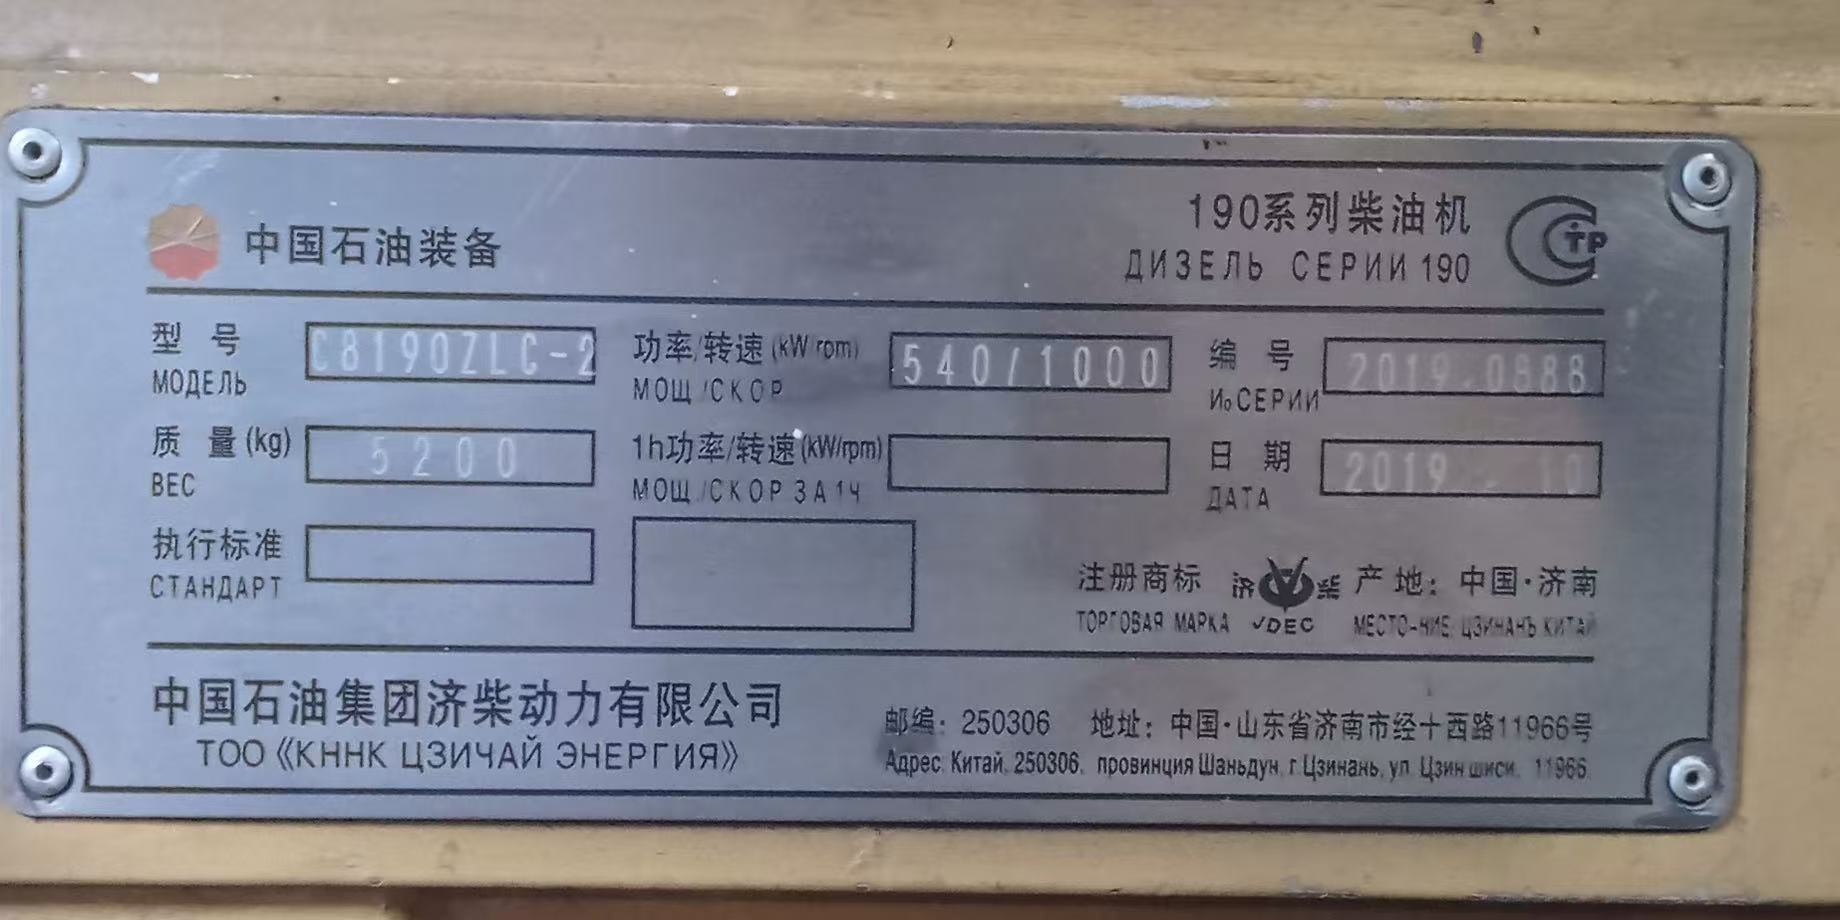 中国石油装备
190系列柴油机
ДИЗЕЛЬ СЕРИИ 190
型 号 C8190ZLC-2 功率/转速(kW/rpm) 540/1000 编 号 2019.0888
МОДЕЛЬ МОЩ/СКОР И₀СЕРИИ
质 量(kg) 5200 1h功率/转速(kW/rpm) 日 期 2019 . 10
ВЕС МОЩ/СКОР ЗА 1Ч ДАТА
执行标准
СТАНДАРТ
注册商标 济柴 产 地：中国·济南
ТОРГОВАЯ МАРКА JDEC МЕСТО-НИЕ: ЦЗИНАНЬ КИТАЙ
中国石油集团济柴动力有限公司
ТОО《КННК ЦЗИЧАЙ ЭНЕРГИЯ》
邮编：250306 地址：中国·山东省济南市经十西路11966号
Адрес: Китай, 250306, провинция Шаньдун, г.Цзинань, ул. Цзин шиси, 11966